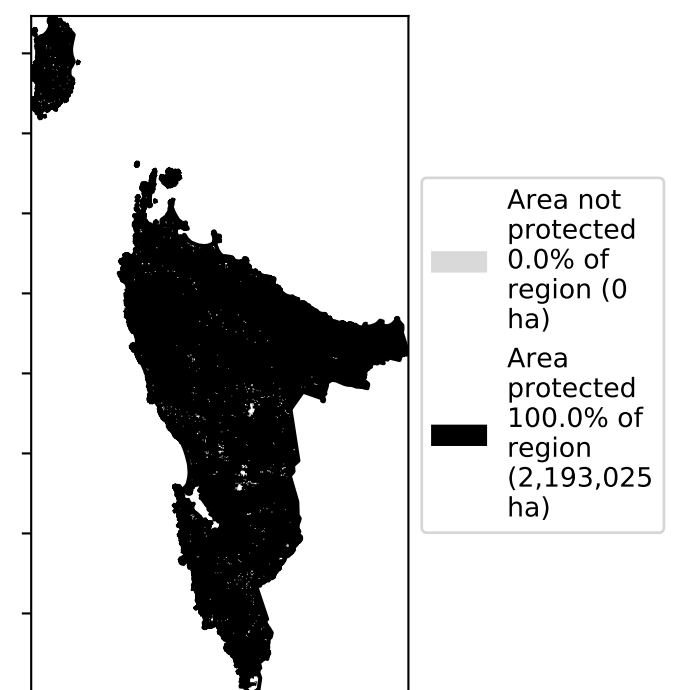 Area not
protected
0.0% of
region (0
ha)
Area
protected
100.0% of
region
(2,193,025
ha)